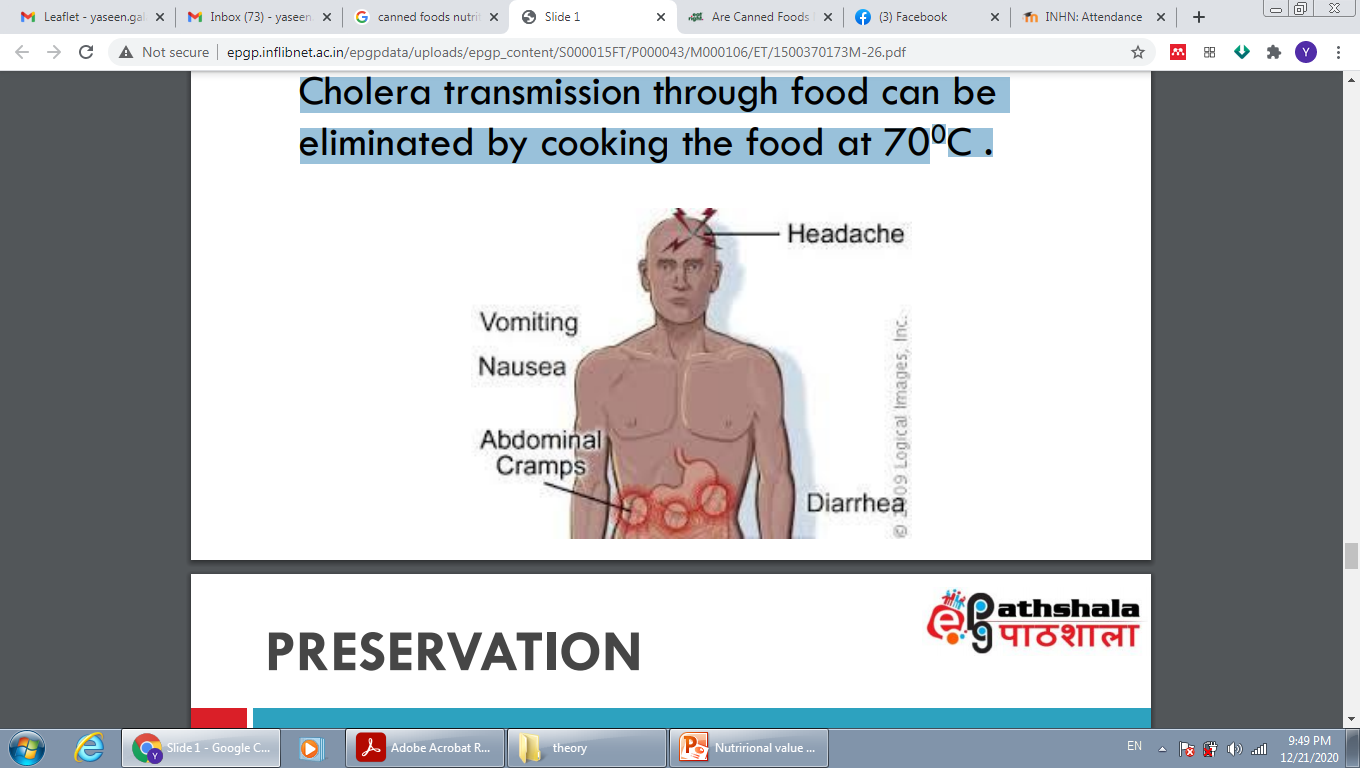 Leaflet - yaseen.gal
Inbox (73) - yaseen.
canned foods nutrit
Slide 1
Are Canned Foods
(3) Facebook
INHN: Attendance
Not secure
epgp.inflibnet.ac.in/epgpdata/uploads/epgp_content/S000015FT/P000043/M000106/ET/1500370173M-26.pdf
Y
Cholera transmission through food can be
eliminated by cooking the food at 70⁰C .
Headache
Vomiting
Nausea
Abdominal
Cramps
Diarrhea
© 2009 Logical Images, Inc.
PRESERVATION
epg
athshala
पाठशाला
Slide 1 - Google C...
Adobe Acrobat R...
theory
Nutrirional value ...
EN
9:49 PM
12/21/2020